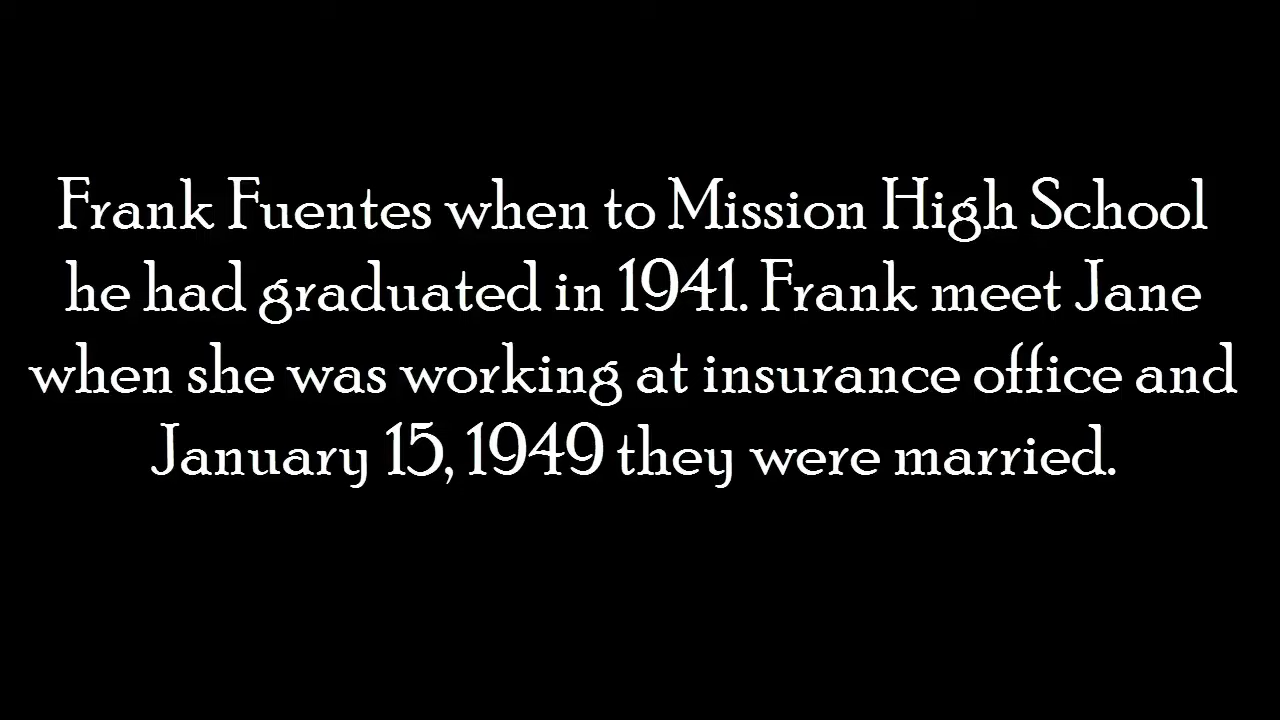 Frank Fuentes when to Mission High School
he had graduated in 1941. Frank meet Jane
when she was working at insurance office and
January 15, 1949 they were married.